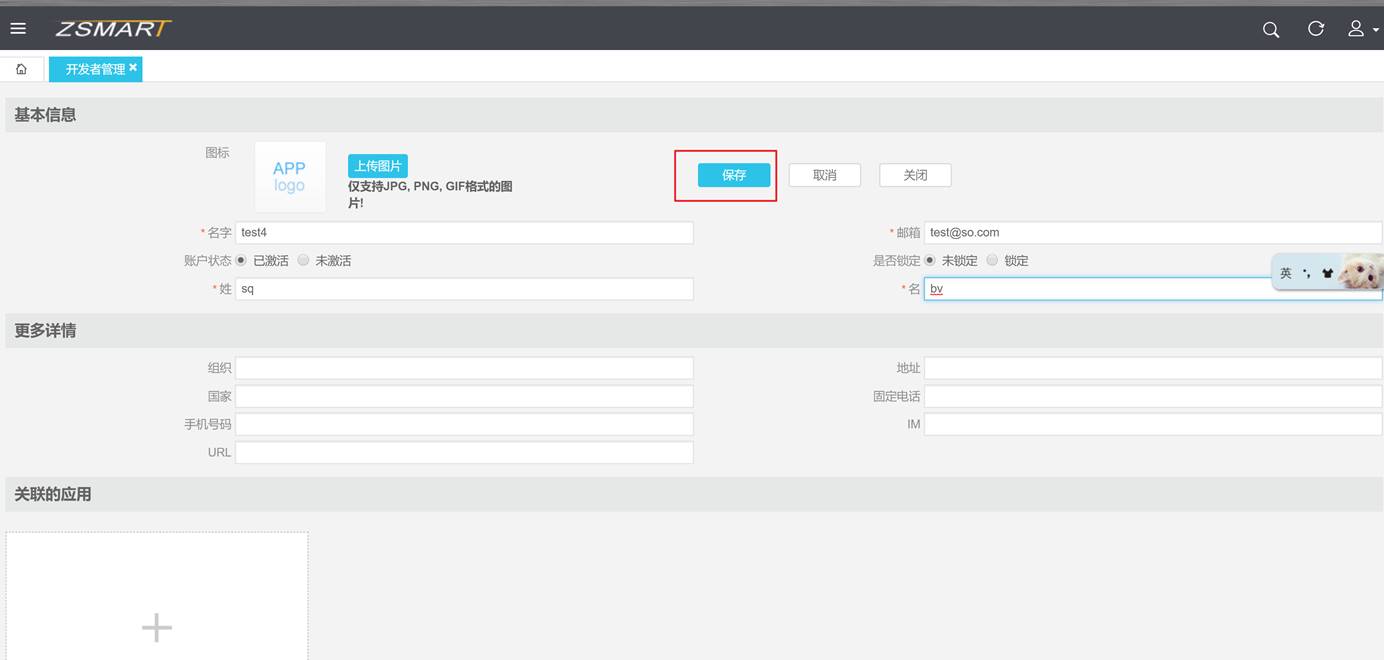 ZSMART
开发者管理 ×
基本信息
图标
APP
logo
上传图片
仅支持JPG, PNG, GIF格式的图
片!
保存 取消 关闭
* 名字 test4 * 邮箱 test@so.com
账户状态 已激活 未激活 是否锁定 未锁定 锁定
英
* 姓 sq * 名 bv
更多详情
组织 地址
国家 固定电话
手机号码 IM
URL
关联的应用